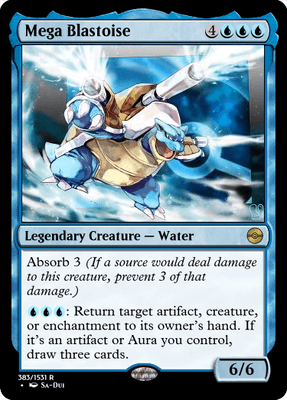 Mega Blastoise 4
Legendary Creature — Water
Absorb 3 (If a source would deal damage
to this creature, prevent 3 of that
damage.)
: Return target artifact, creature,
or enchantment to its owner's hand. If
it's an artifact or Aura you control,
draw three cards.
6/6
383/1531 R
• Sa-Dui